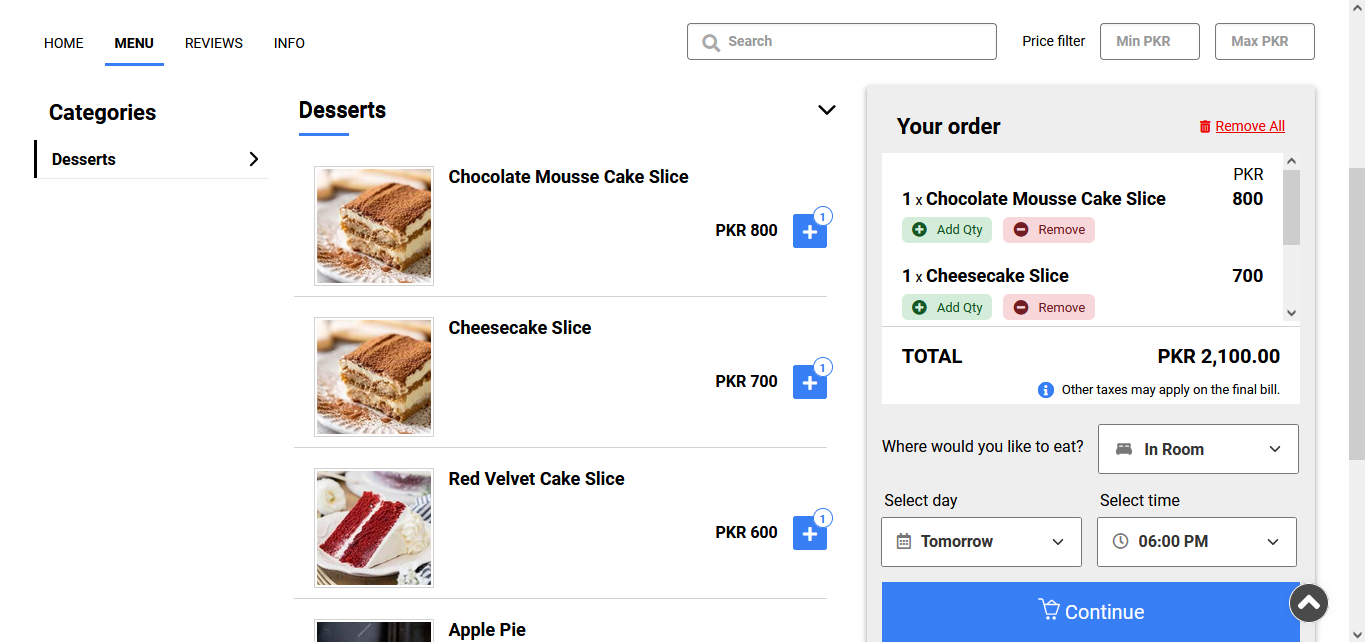 HOME MENU REVIEWS INFO Search Price filter Min PKR Max PKR
Categories
Desserts
Desserts
Chocolate Mousse Cake Slice
PKR 800 1
Cheesecake Slice
PKR 700 1
Red Velvet Cake Slice
PKR 600 1
Apple Pie
Your order Remove All
PKR
1 x Chocolate Mousse Cake Slice 800
Add Qty Remove
1 x Cheesecake Slice 700
Add Qty Remove
TOTAL PKR 2,100.00
Other taxes may apply on the final bill.
Where would you like to eat? In Room
Select day Select time
Tomorrow 06:00 PM
Continue